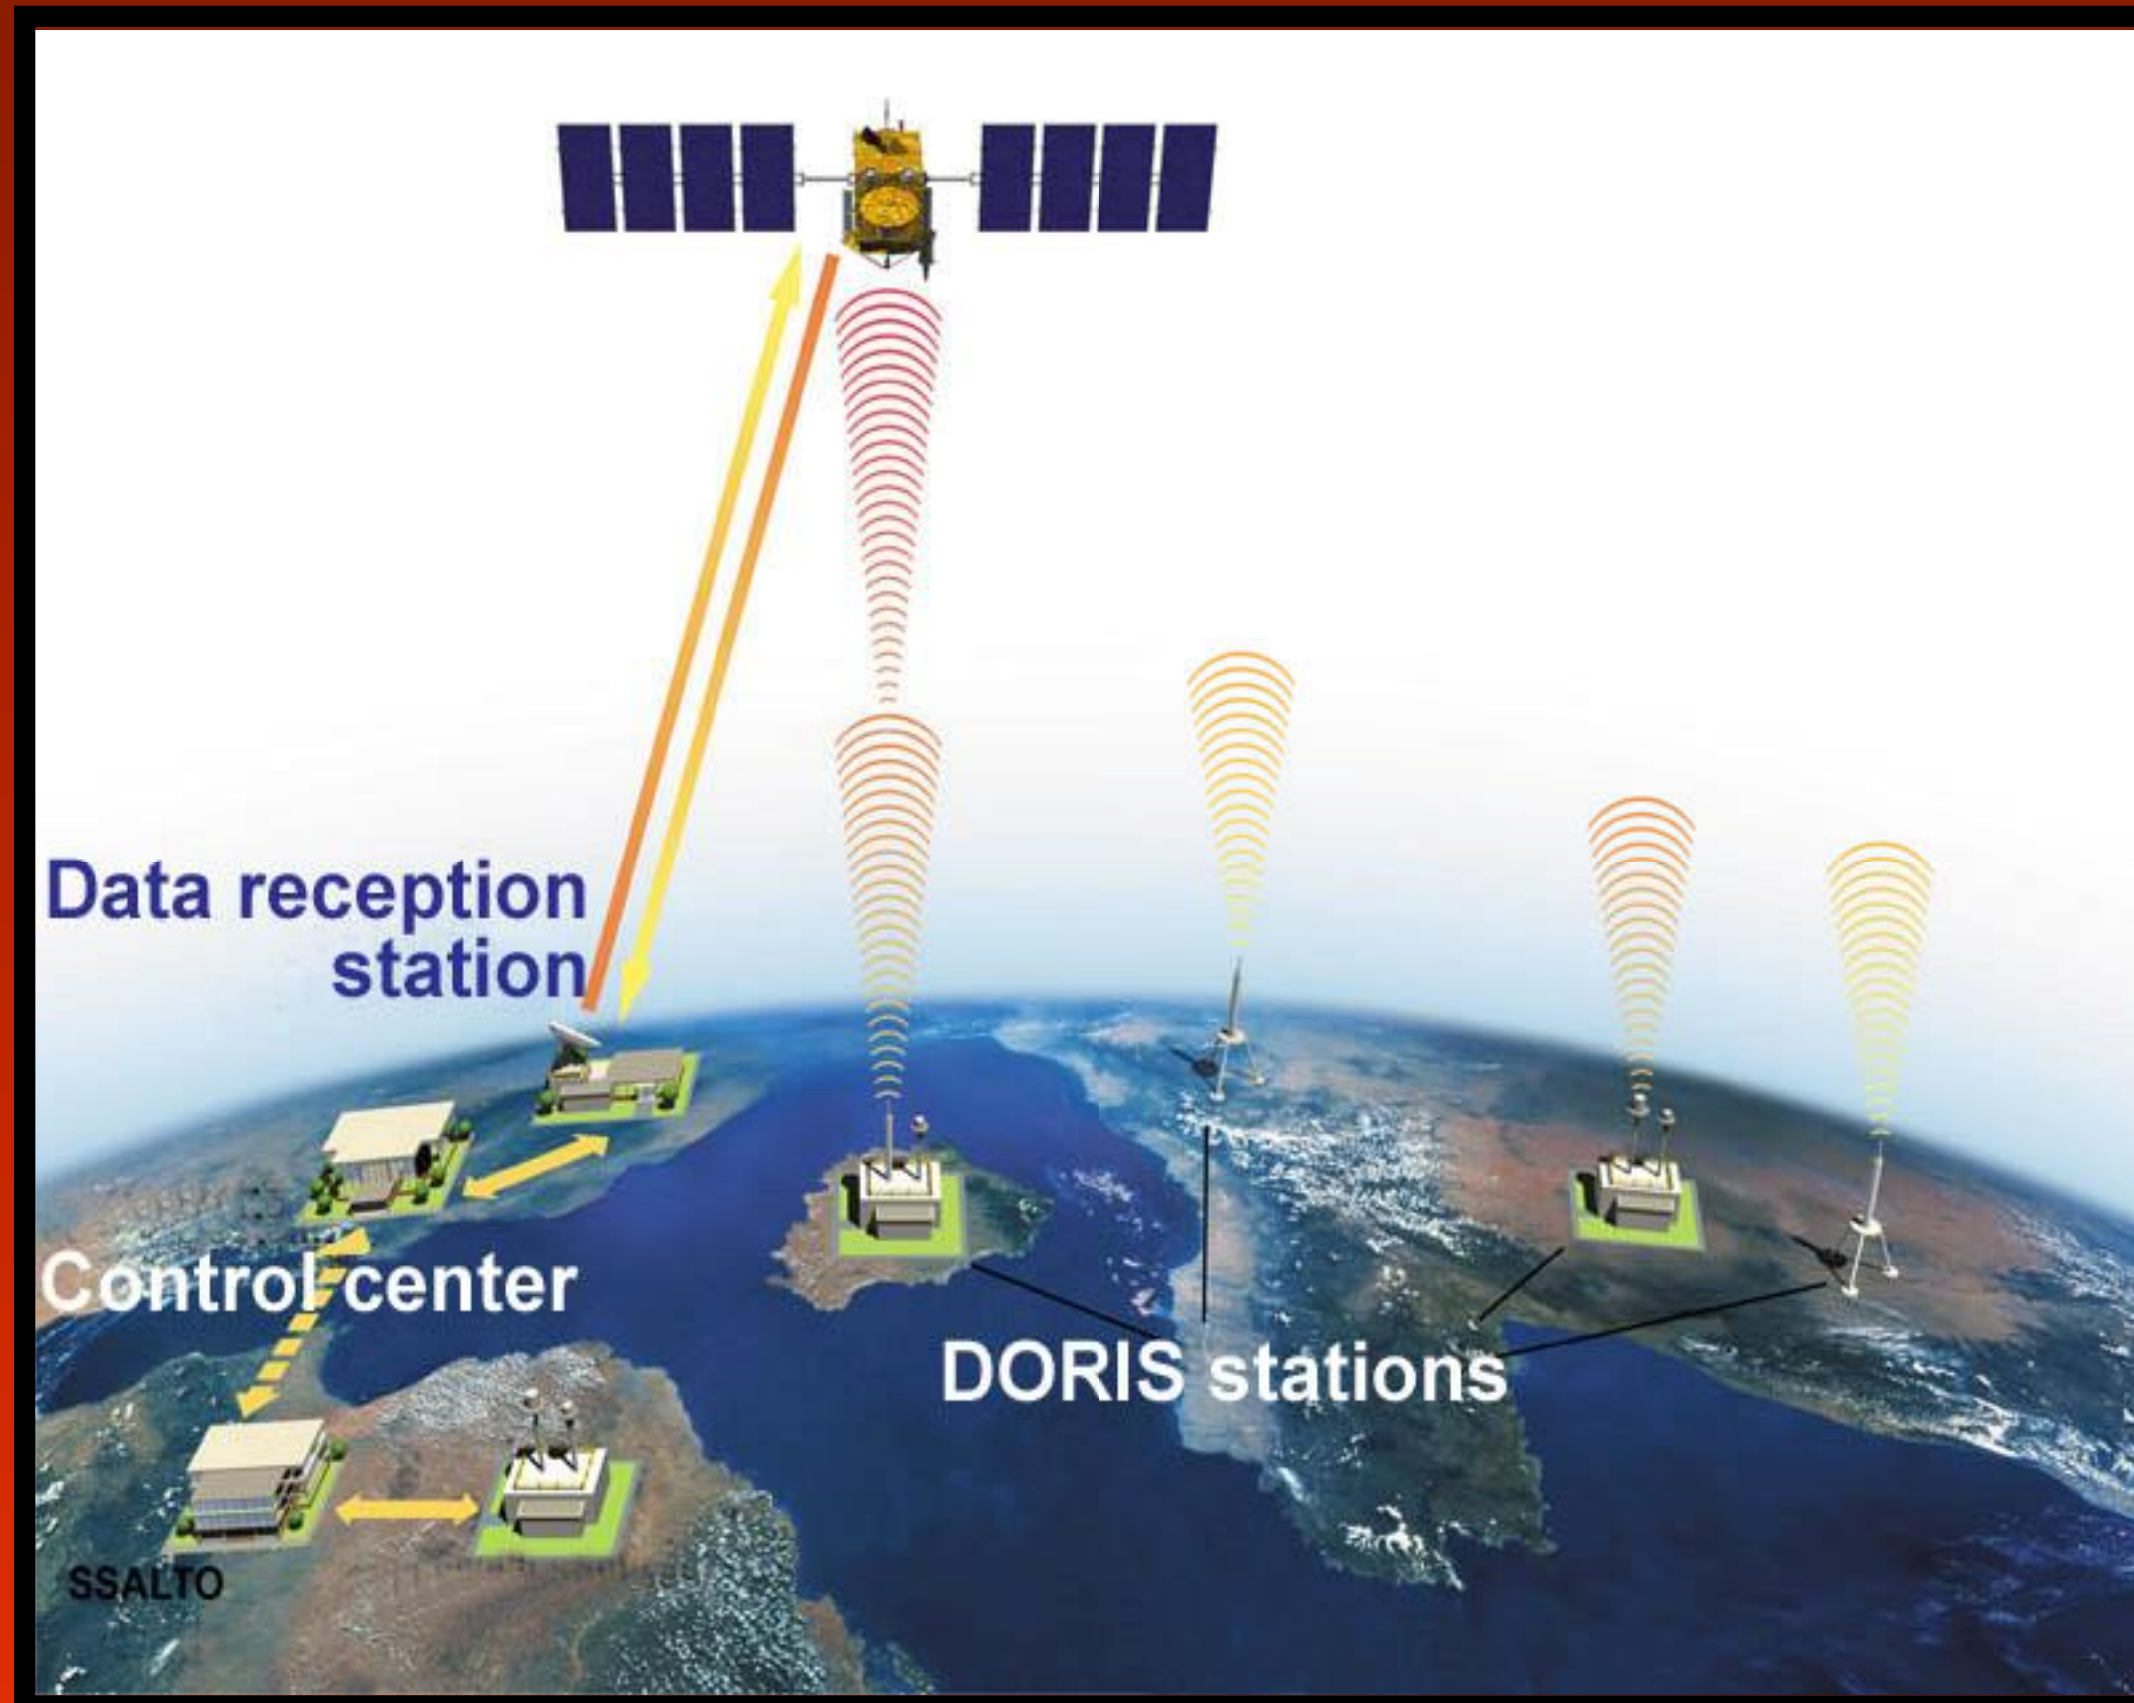 Data reception
station
Control center
DORIS stations
SSALTO